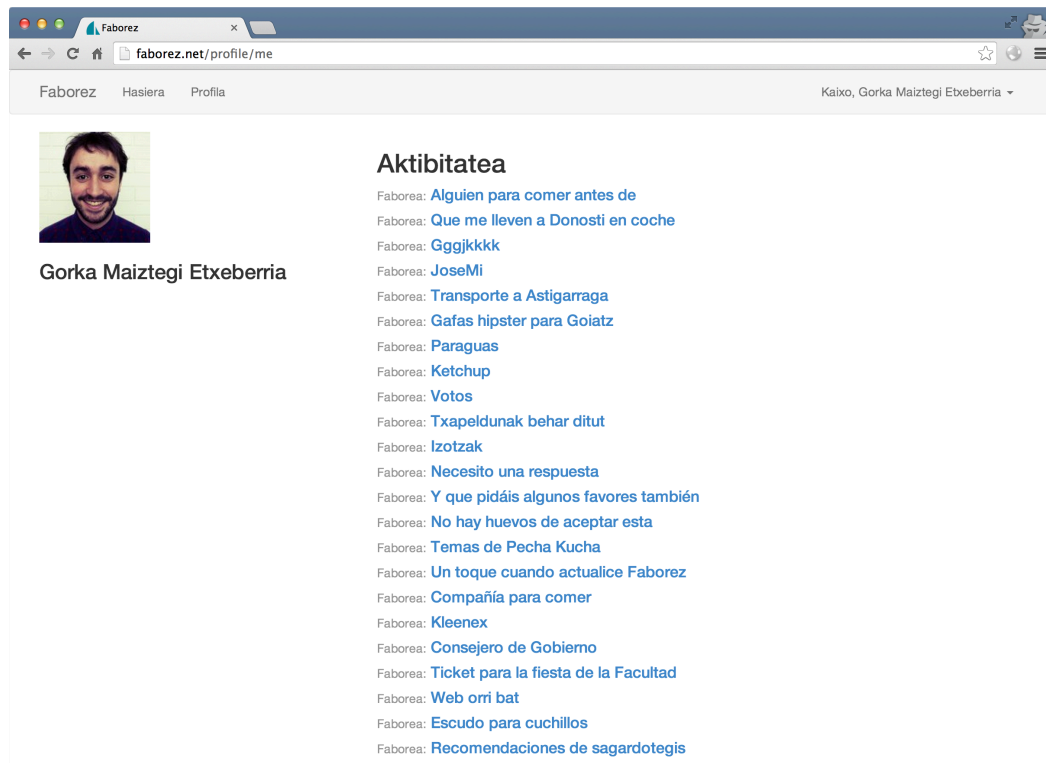 Faborez
faborez.net/profile/me
Faborez Hasiera Profila Kaixo, Gorka Maiztegi Etxeberria
Gorka Maiztegi Etxeberria
Aktibitatea
Faborea: Alguien para comer antes de
Faborea: Que me lleven a Donosti en coche
Faborea: Gggjkkkk
Faborea: JoseMi
Faborea: Transporte a Astigarraga
Faborea: Gafas hipster para Goiatz
Faborea: Paraguas
Faborea: Ketchup
Faborea: Votos
Faborea: Txapeldunak behar ditut
Faborea: Izotzak
Faborea: Necesito una respuesta
Faborea: Y que pidáis algunos favores también
Faborea: No hay huevos de aceptar esta
Faborea: Temas de Pecha Kucha
Faborea: Un toque cuando actualice Faborez
Faborea: Compañía para comer
Faborea: Kleenex
Faborea: Consejero de Gobierno
Faborea: Ticket para la fiesta de la Facultad
Faborea: Web orri bat
Faborea: Escudo para cuchillos
Faborea: Recomendaciones de sagardotegis